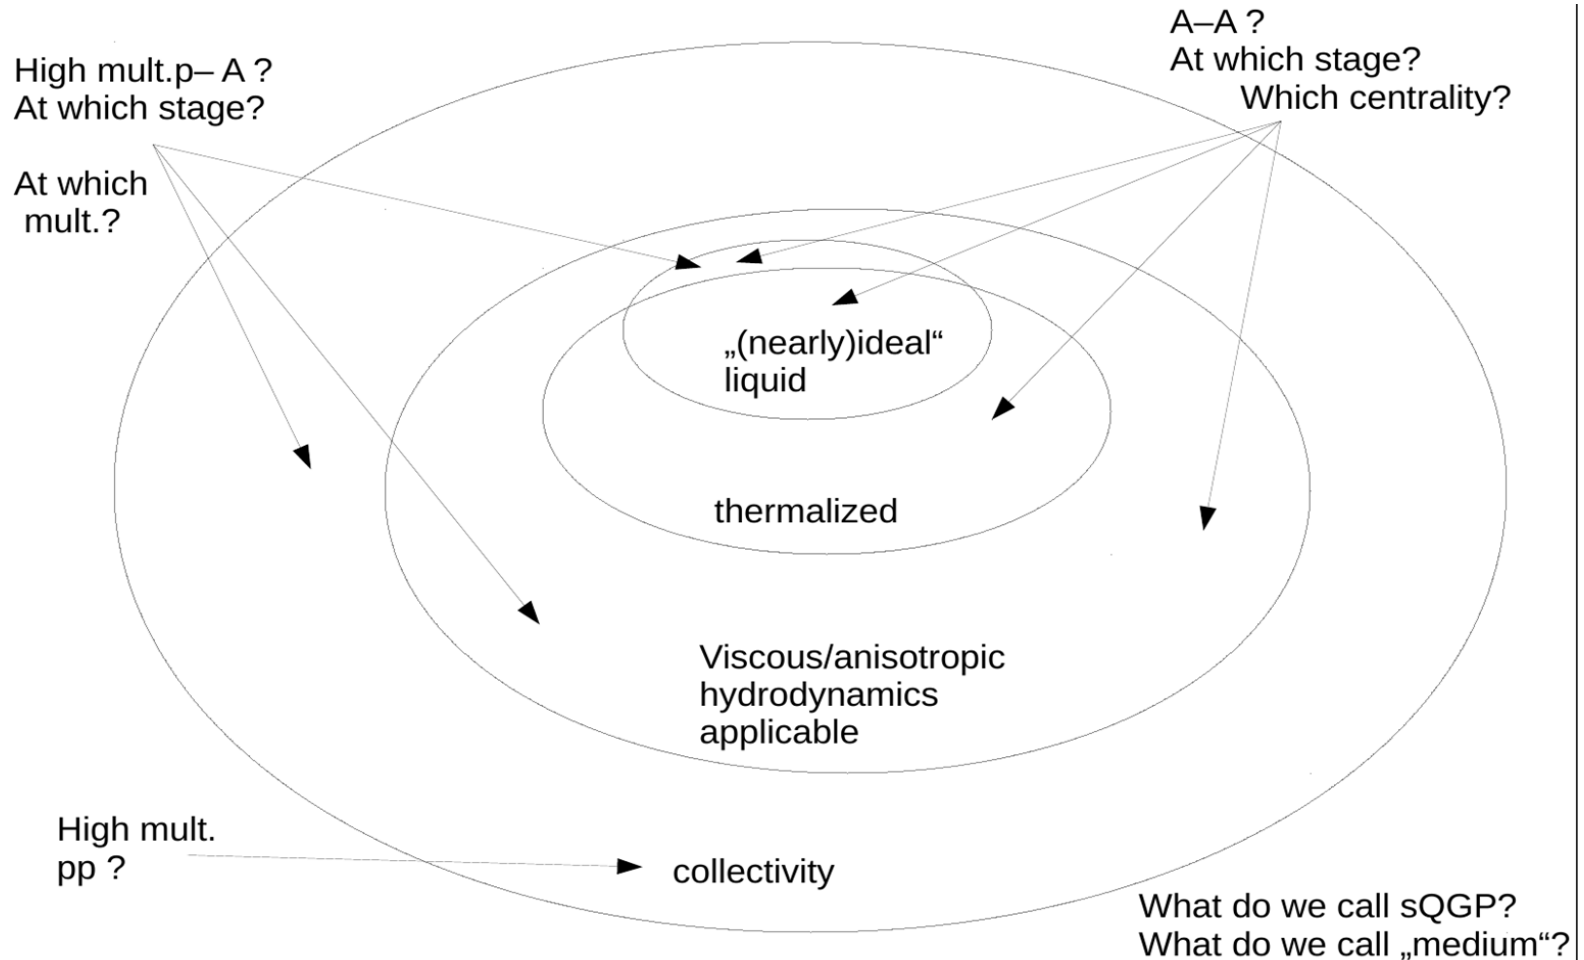 High mult.p– A ?
At which stage?
At which
mult.?
A–A ?
At which stage?
Which centrality?
„(nearly)ideal“
liquid
thermalized
Viscous/anisotropic
hydrodynamics
applicable
High mult.
pp ?
collectivity
What do we call sQGP?
What do we call „medium“?